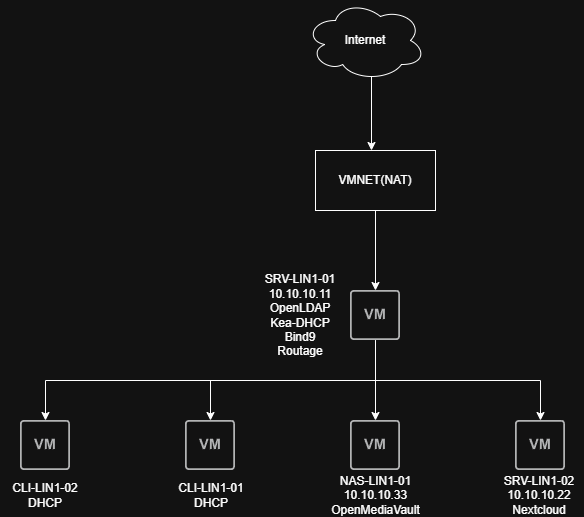 Internet
VMNET(NAT)
SRV-LIN1-01
10.10.10.11
OpenLDAP
Kea-DHCP
Bind9
Routage
VM
VM
CLI-LIN1-02
DHCP
VM
CLI-LIN1-01
DHCP
VM
NAS-LIN1-01
10.10.10.33
OpenMediaVault
VM
SRV-LIN1-02
10.10.10.22
Nextcloud